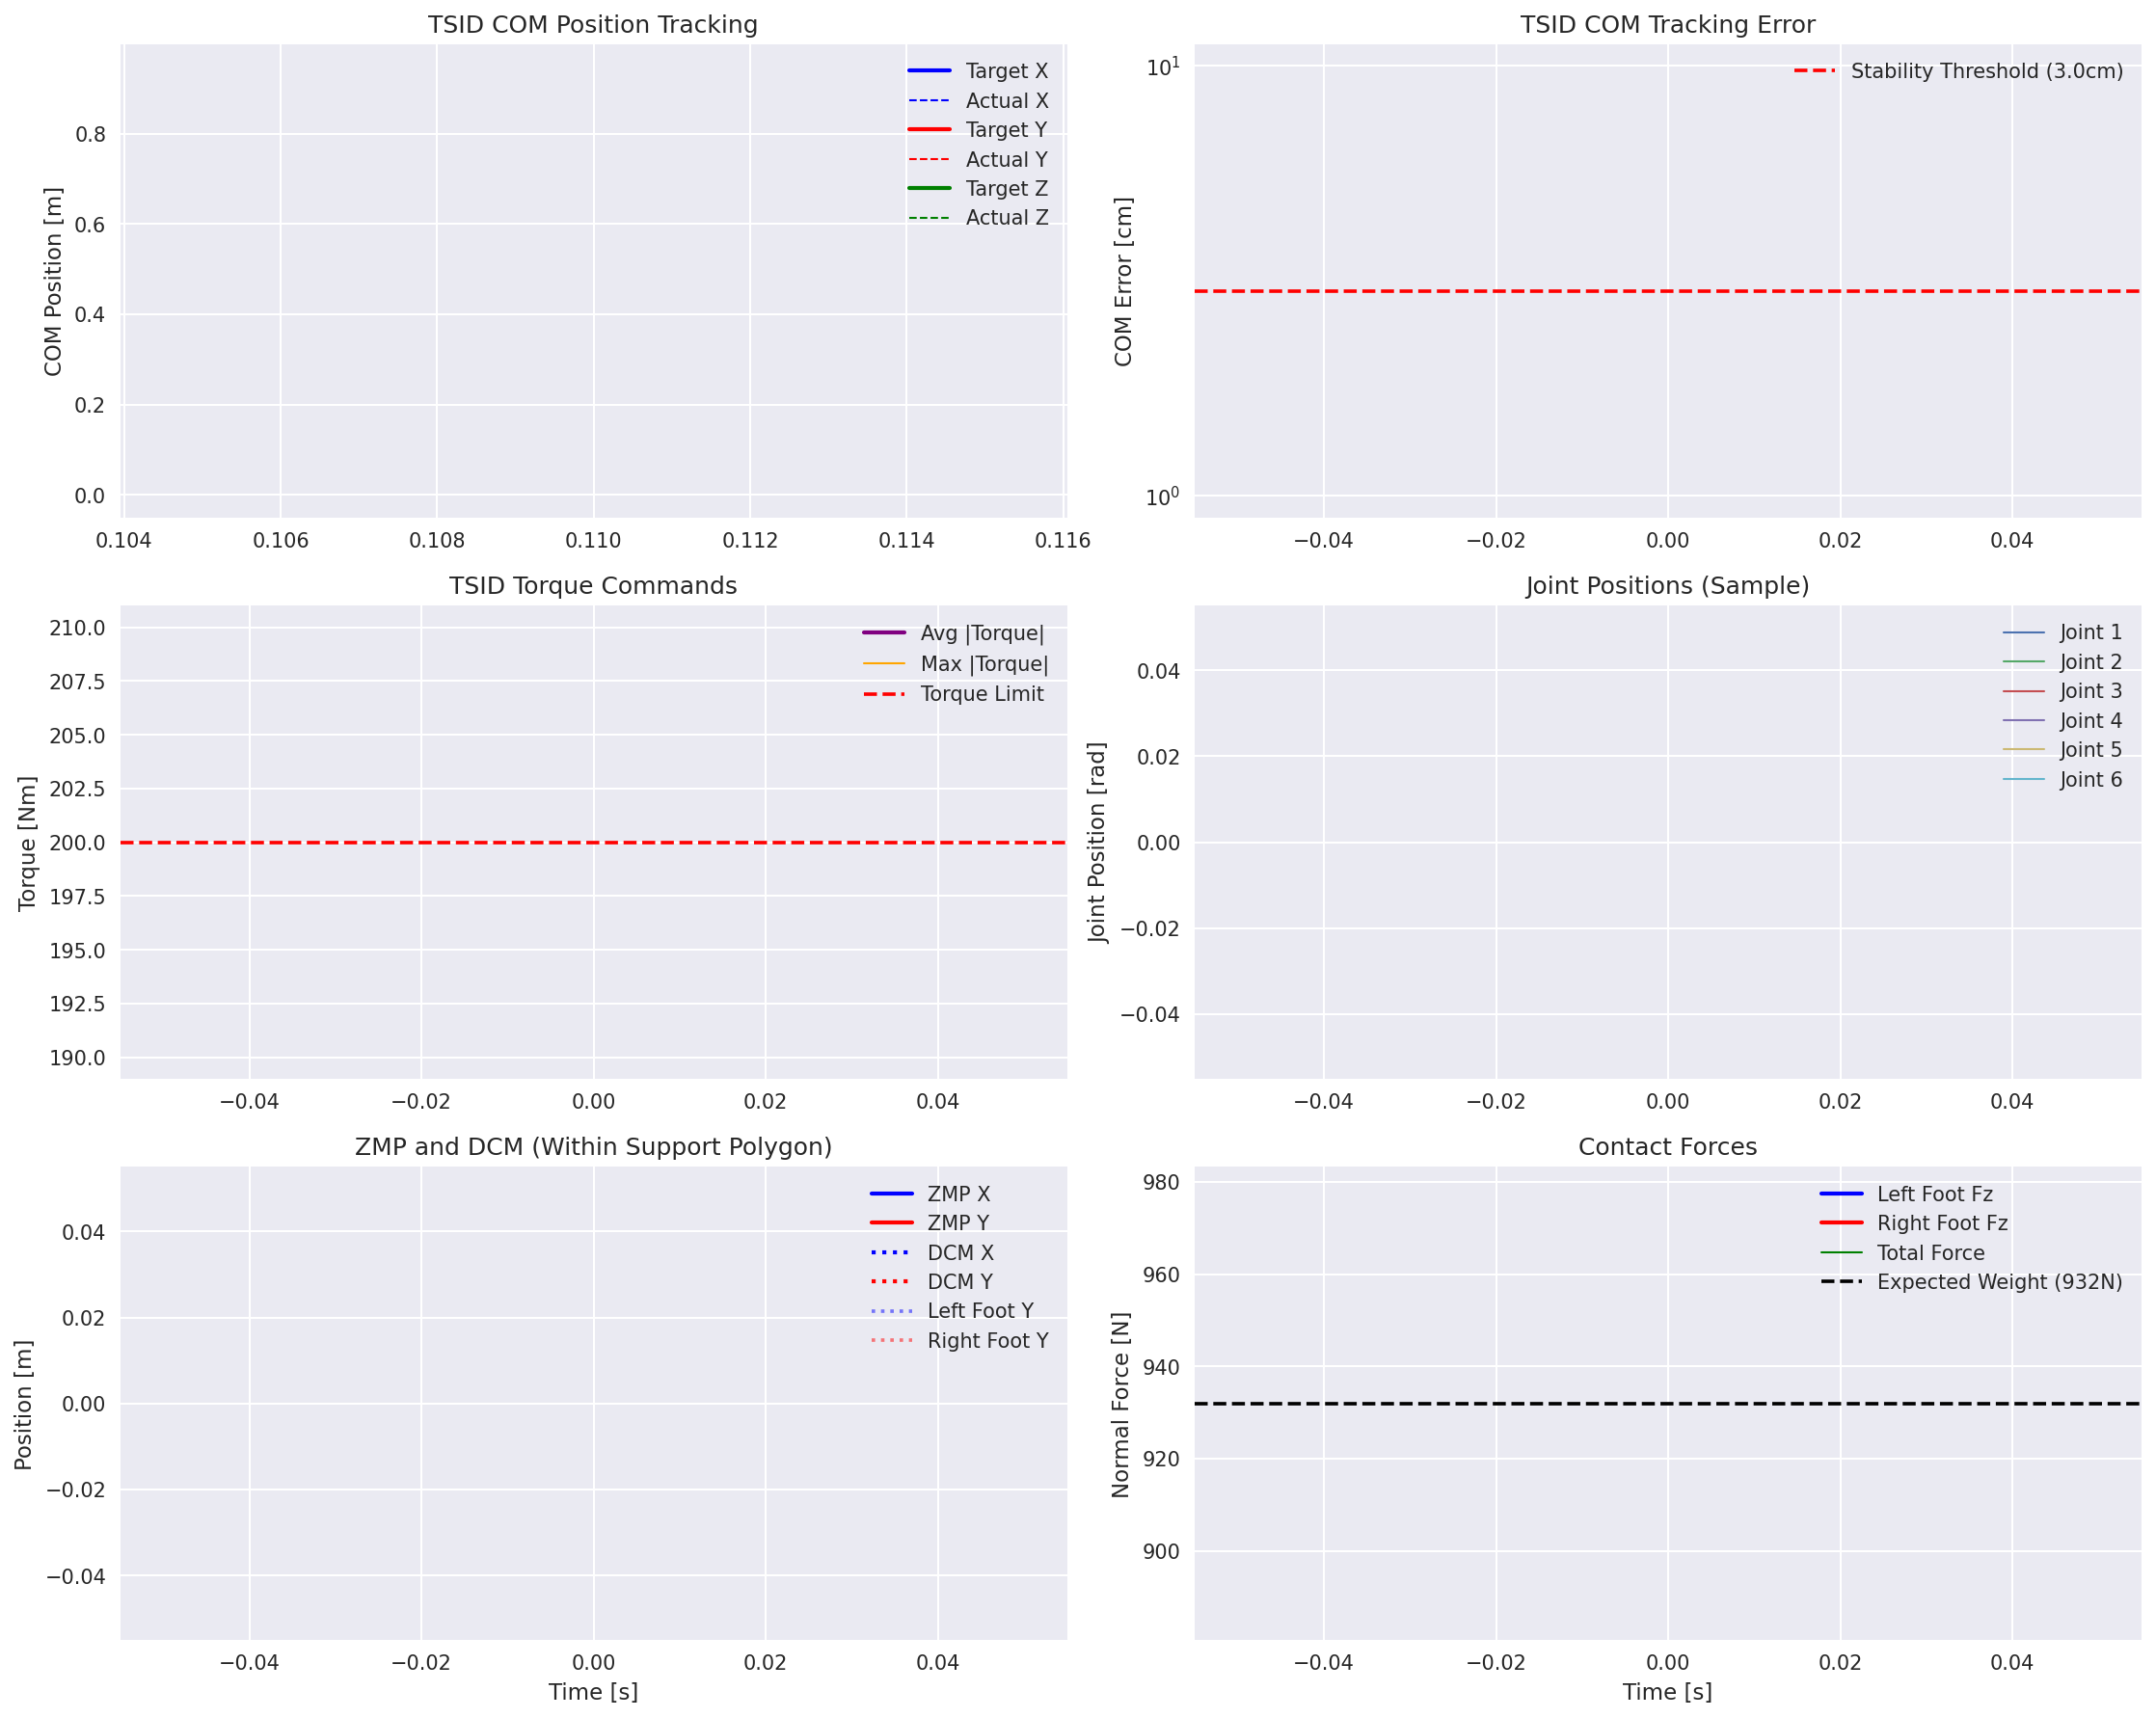 TSID COM Position Tracking
COM Position [m]
0.8
0.6
0.4
0.2
0.0
0.104 0.106 0.108 0.110 0.112 0.114 0.116
Target X
Actual X
Target Y
Actual Y
Target Z
Actual Z
TSID COM Tracking Error
COM Error [cm]
10¹
10⁰
−0.04 −0.02 0.00 0.02 0.04
Stability Threshold (3.0cm)
TSID Torque Commands
Torque [Nm]
210.0
207.5
205.0
202.5
200.0
197.5
195.0
192.5
190.0
−0.04 −0.02 0.00 0.02 0.04
Avg |Torque|
Max |Torque|
Torque Limit
Joint Positions (Sample)
Joint Position [rad]
0.04
0.02
0.00
−0.02
−0.04
−0.04 −0.02 0.00 0.02 0.04
Joint 1
Joint 2
Joint 3
Joint 4
Joint 5
Joint 6
ZMP and DCM (Within Support Polygon)
Position [m]
0.04
0.02
0.00
−0.02
−0.04
−0.04 −0.02 0.00 0.02 0.04
Time [s]
ZMP X
ZMP Y
DCM X
DCM Y
Left Foot Y
Right Foot Y
Contact Forces
Normal Force [N]
980
960
940
920
900
−0.04 −0.02 0.00 0.02 0.04
Time [s]
Left Foot Fz
Right Foot Fz
Total Force
Expected Weight (932N)